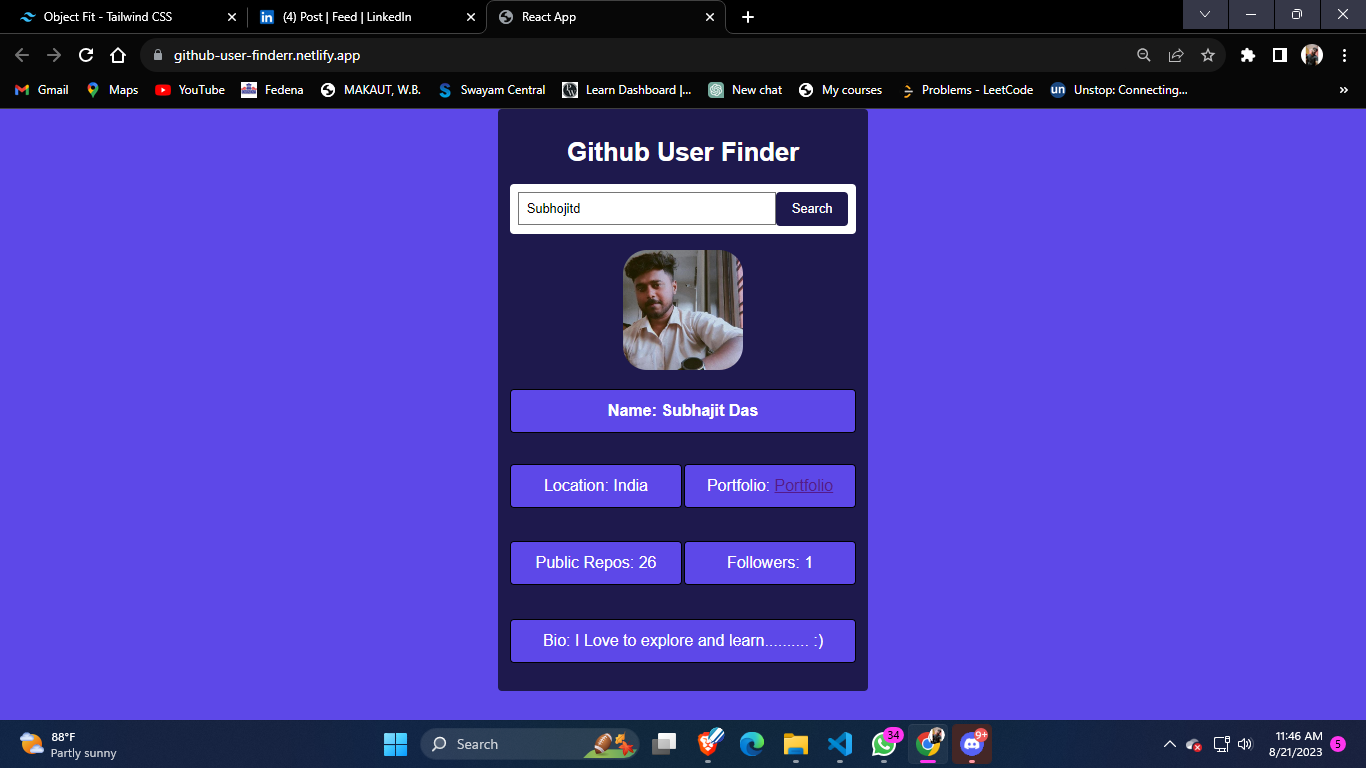 Object Fit - Tailwind CSS
(4) Post | Feed | LinkedIn
React App
github-user-finderr.netlify.app
Gmail
Maps
YouTube
Fedena
MAKAUT, W.B.
Swayam Central
Learn Dashboard |...
New chat
My courses
Problems - LeetCode
un
Unstop: Connecting...
»
Github User Finder
Subhojitd
Search
Name: Subhajit Das
Location: India
Portfolio: Portfolio
Public Repos: 26
Followers: 1
Bio: I Love to explore and learn.......... :)
88°F
Partly sunny
Search
34
9+
11:46 AM
8/21/2023
5